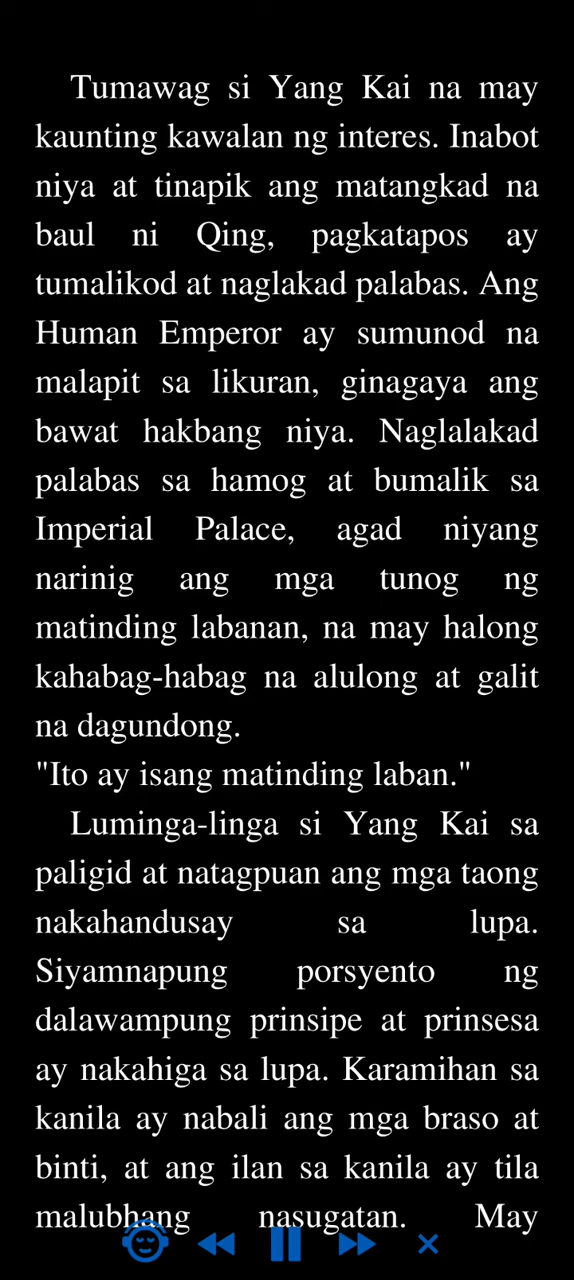 Tumawag si Yang Kai na may
kaunting kawalan ng interes. Inabot
niya at tinapik ang matangkad na
baul ni Qing, pagkatapos ay
tumalikod at naglakad palabas. Ang
Human Emperor ay sumunod na
malapit sa likuran, ginagaya ang
bawat hakbang niya. Naglalakad
palabas sa hamog at bumalik sa
Imperial Palace, agad niyang
narinig ang mga tunog ng
matinding labanan, na may halong
kahabag-habag na alulong at galit
na dagundong.
"Ito ay isang matinding laban."
Luminga-linga si Yang Kai sa
paligid at natagpuan ang mga taong
nakahandusay sa lupa.
Siyamnapung porsyento ng
dalawampung prinsipe at prinsesa
ay nakahiga sa lupa. Karamihan sa
kanila ay nabali ang mga braso at
binti, at ang ilan sa kanila ay tila
malubhang nasugatan. May